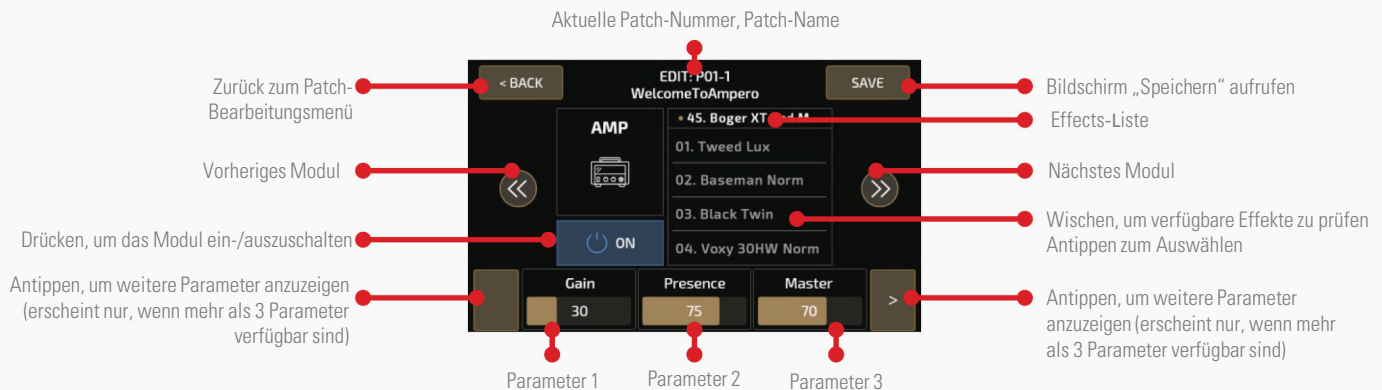 Aktuelle Patch-Nummer, Patch-Name
Zurück zum Patch-
Bearbeitungsmenü
Vorheriges Modul
Drücken, um das Modul ein-/auszuschalten
Antippen, um weitere Parameter anzuzeigen
(erscheint nur, wenn mehr als 3 Parameter
verfügbar sind)
< BACK
EDIT: P01-1
WelcomeToAmpero
SAVE
AMP
ON
• 45. Boger XT M
01. Tweed Lux
02. Baseman Norm
03. Black Twin
04. Voxy 30HW Norm
Gain
30
Presence
75
Master
70
>
Bildschirm „Speichern“ aufrufen
Effects-Liste
Nächstes Modul
Wischen, um verfügbare Effekte zu prüfen
Antippen zum Auswählen
Antippen, um weitere Parameter
anzuzeigen (erscheint nur, wenn mehr
als 3 Parameter verfügbar sind)
Parameter 1
Parameter 2
Parameter 3